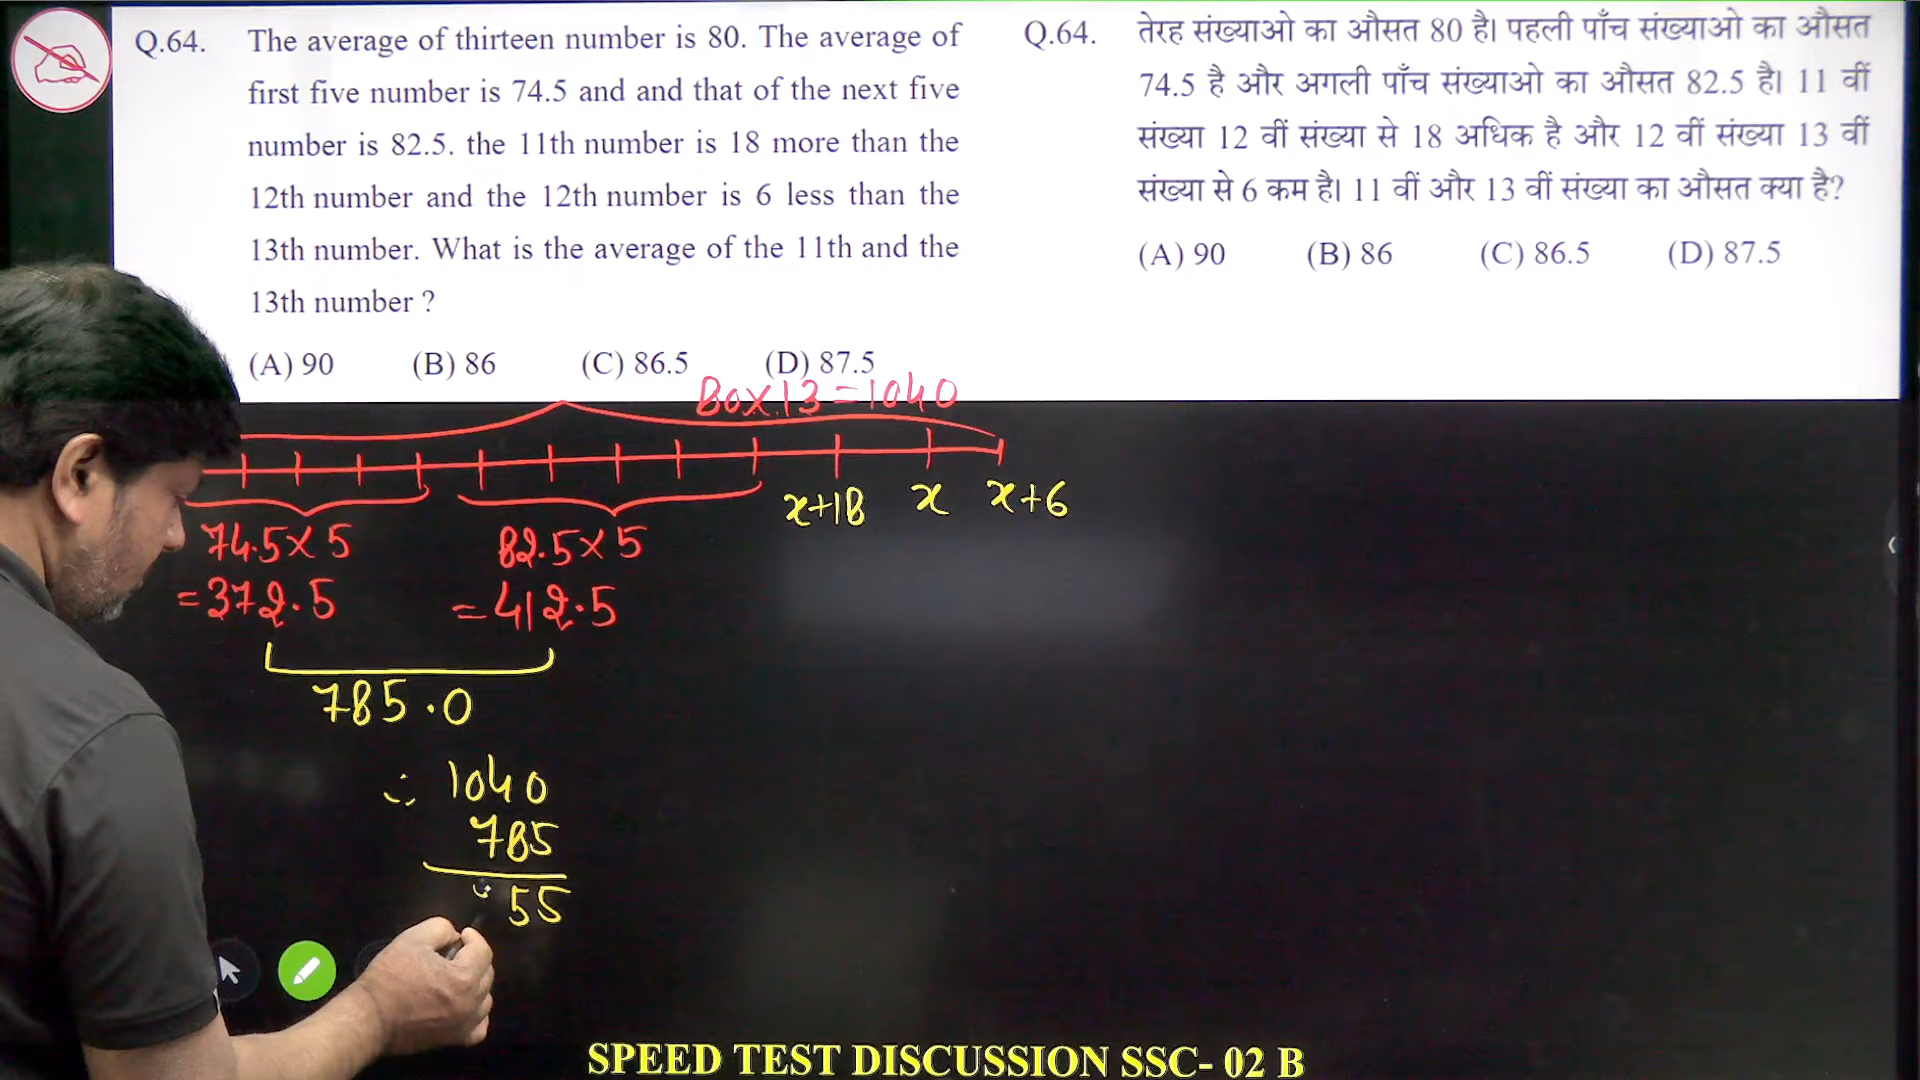 Q.64. The average of thirteen number is 80. The average of
first five number is 74.5 and and that of the next five
number is 82.5. the 11th number is 18 more than the
12th number and the 12th number is 6 less than the
13th number. What is the average of the 11th and the
13th number ?
(A) 90 (B) 86 (C) 86.5 (D) 87.5
Q.64. तेरह संख्याओ का औसत 80 है। पहली पाँच संख्याओ का औसत
74.5 है और अगली पाँच संख्याओ का औसत 82.5 है। 11 वीं
संख्या 12 वीं संख्या से 18 अधिक है और 12 वीं संख्या 13 वीं
संख्या से 6 कम है। 11 वीं और 13 वीं संख्या का औसत क्या है?
(A) 90 (B) 86 (C) 86.5 (D) 87.5
80×13=1040
x+18 x x+6
74.5×5 82.5×5
=372.5 =412.5
785.0
∴ 1040
785
55
SPEED TEST DISCUSSION SSC- 02 B